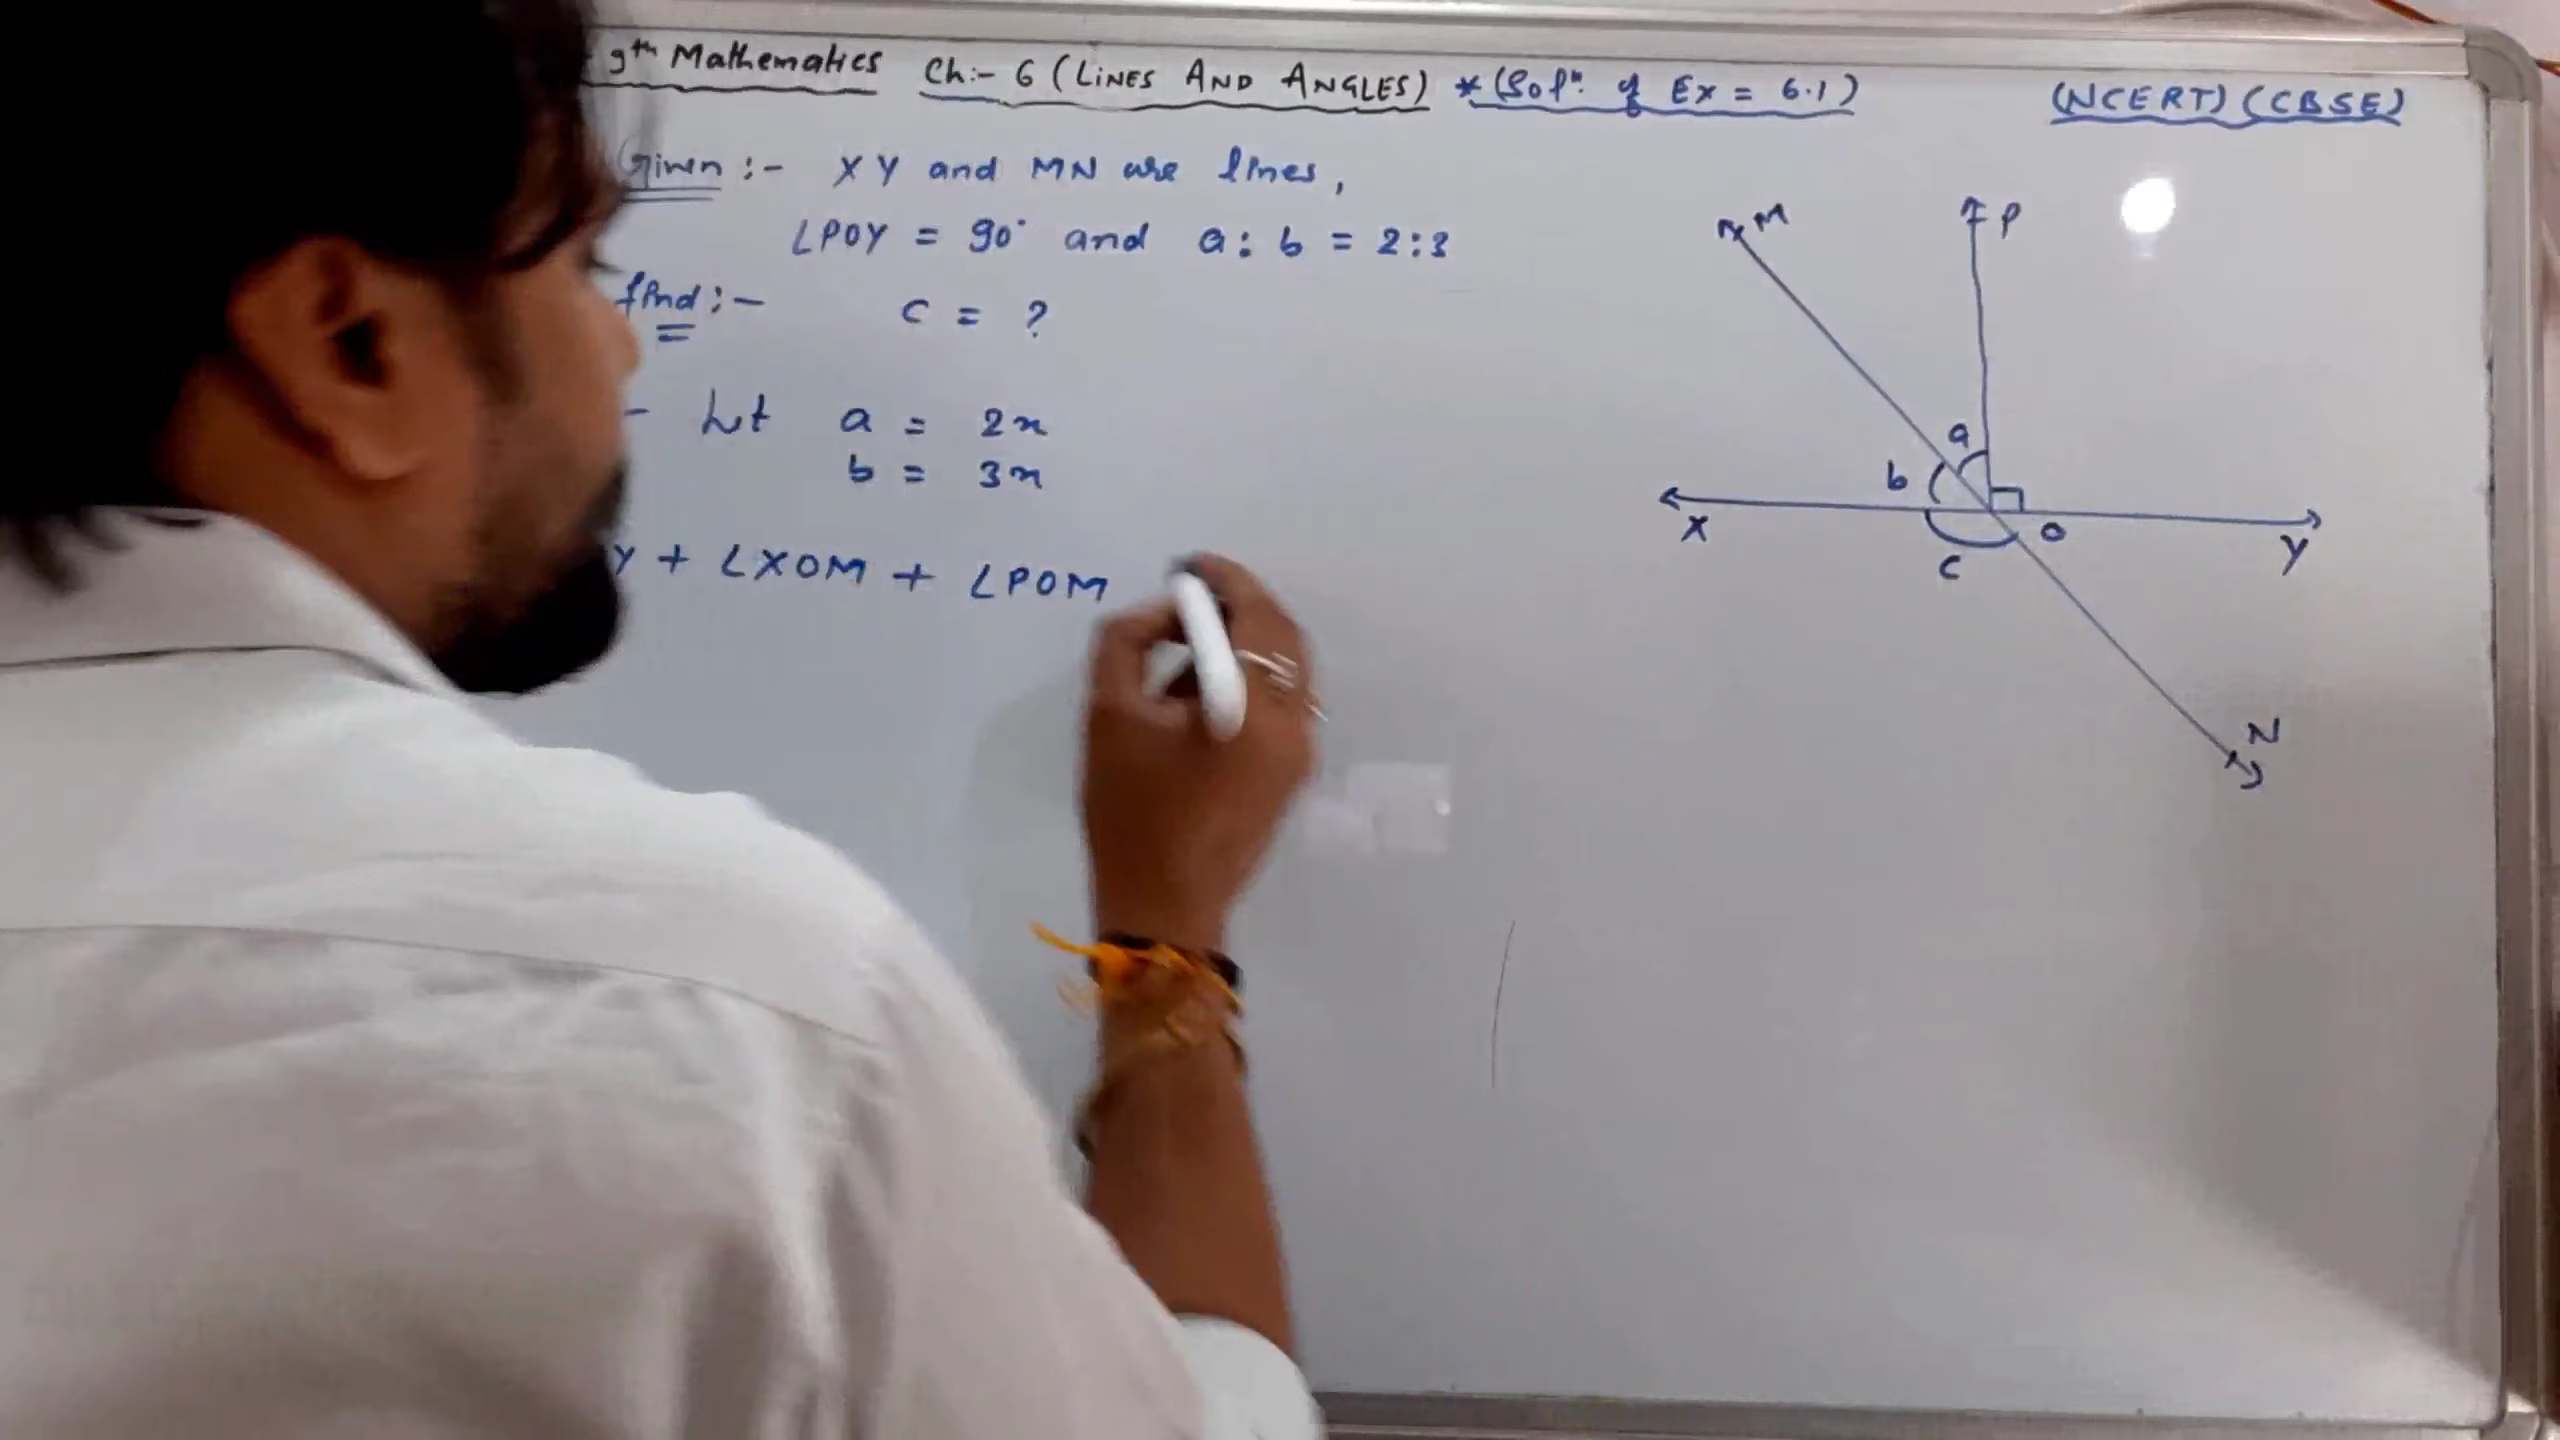 9th Mathematics Ch:- 6 (LINES AND ANGLES) * (Solⁿ. of Ex = 6.1) (NCERT) (CBSE)
Given :- XY and MN are lines,
∠POY = 90° and a : b = 2:3
find :- c = ?
- Let a = 2x
b = 3x
Y + ∠XOM + ∠POM
M
P
a
b
X
O
Y
c
N